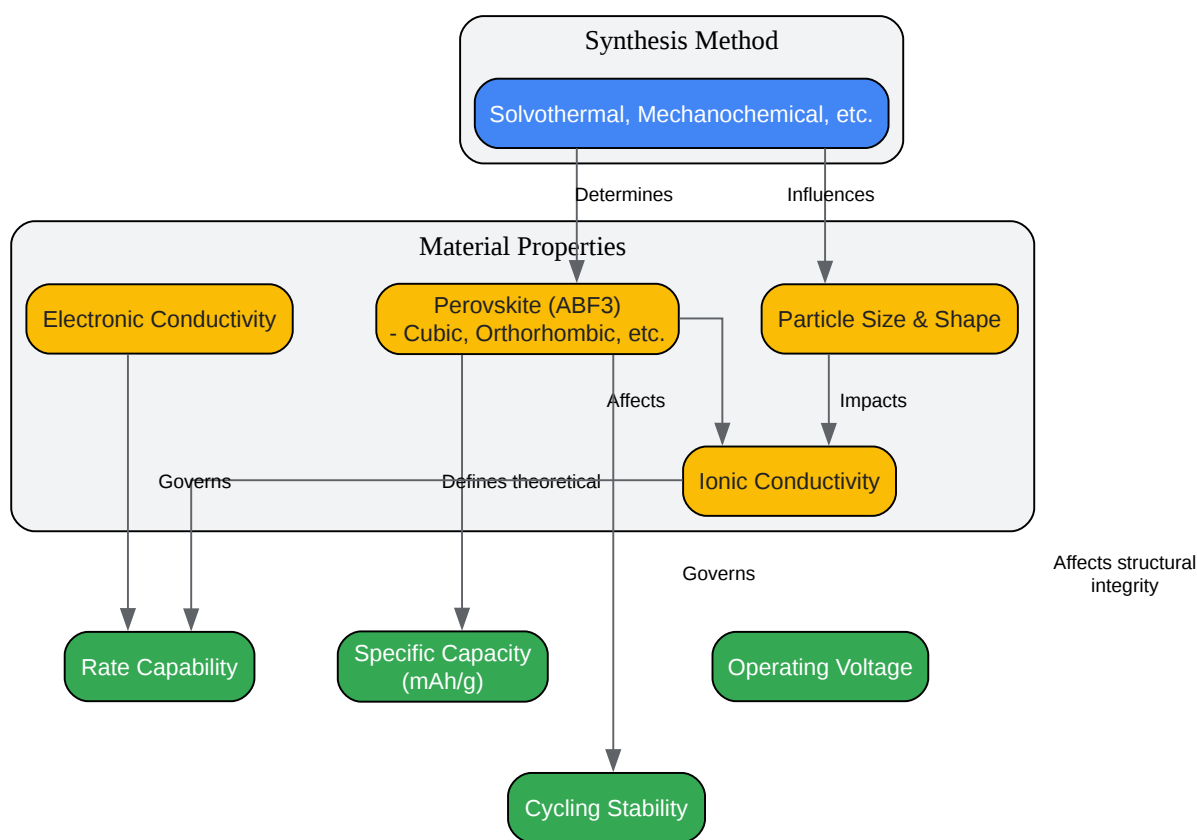 Synthesis Method
Solvothermal, Mechanochemical, etc.
Determines
Influences
Material Properties
Electronic Conductivity
Perovskite (ABF3)
- Cubic, Orthorhombic, etc.
Particle Size & Shape
Affects
Impacts
Governs
Defines theoretical
Ionic Conductivity
Governs
Affects structural
integrity
Rate Capability
Specific Capacity
(mAh/g)
Operating Voltage
Cycling Stability